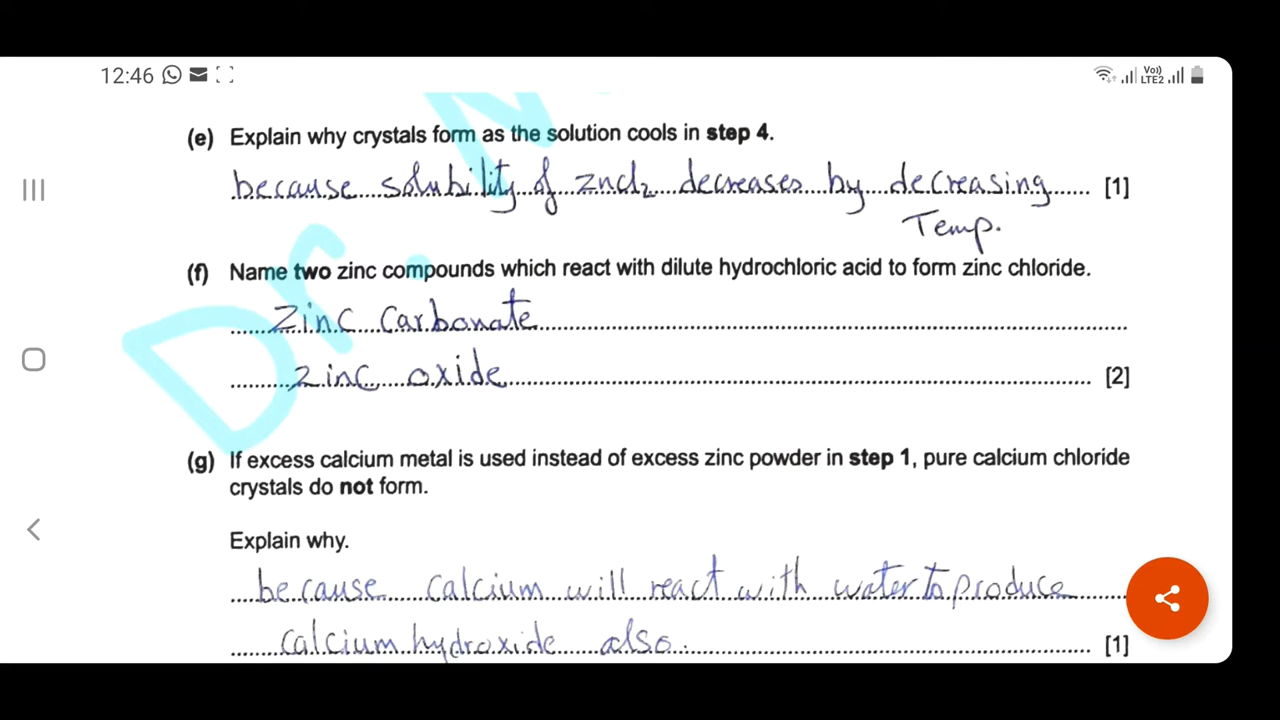 12:46
Vo)
LTE2
(e) Explain why crystals form as the solution cools in step 4.
because solubility of ZnCl2 decreases by decreasing [1]
Temp.
(f) Name two zinc compounds which react with dilute hydrochloric acid to form zinc chloride.
Zinc Carbonate
Zinc oxide [2]
(g) If excess calcium metal is used instead of excess zinc powder in step 1, pure calcium chloride
crystals do not form.
Explain why.
because calcium will react with water to produce
calcium hydroxide also. [1]
Dr. N